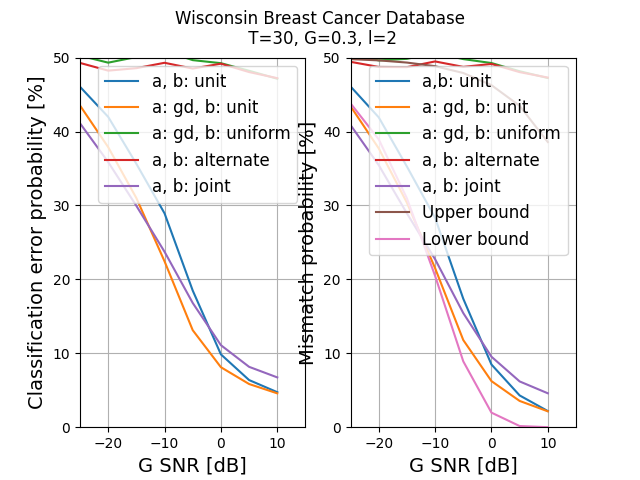 Wisconsin Breast Cancer Database
T=30, G=0.3, l=2
Classification error probability [%]
50
40
30
20
10
0
a, b: unit
a: gd, b: unit
a: gd, b: uniform
a, b: alternate
a, b: joint
−20
−10
0
10
G SNR [dB]
Mismatch probability [%]
50
40
30
20
10
0
a,b: unit
a: gd, b: unit
a: gd, b: uniform
a, b: alternate
a, b: joint
Upper bound
Lower bound
−20
−10
0
10
G SNR [dB]